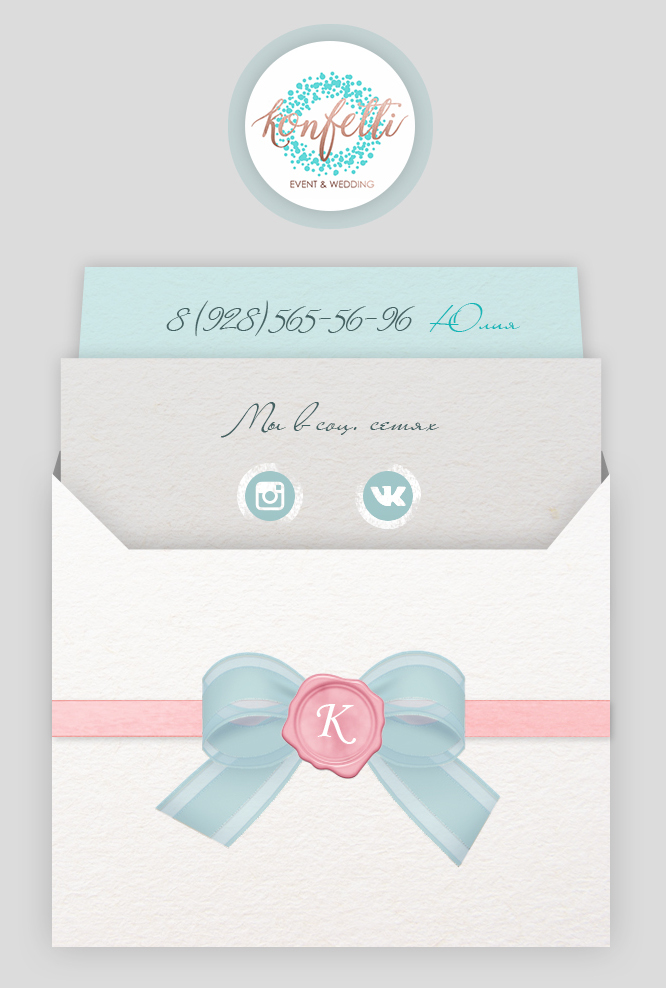 konfetti
EVENT & WEDDING
8 (928) 565-56-96 Юлия
Мы в соц. сетях
K